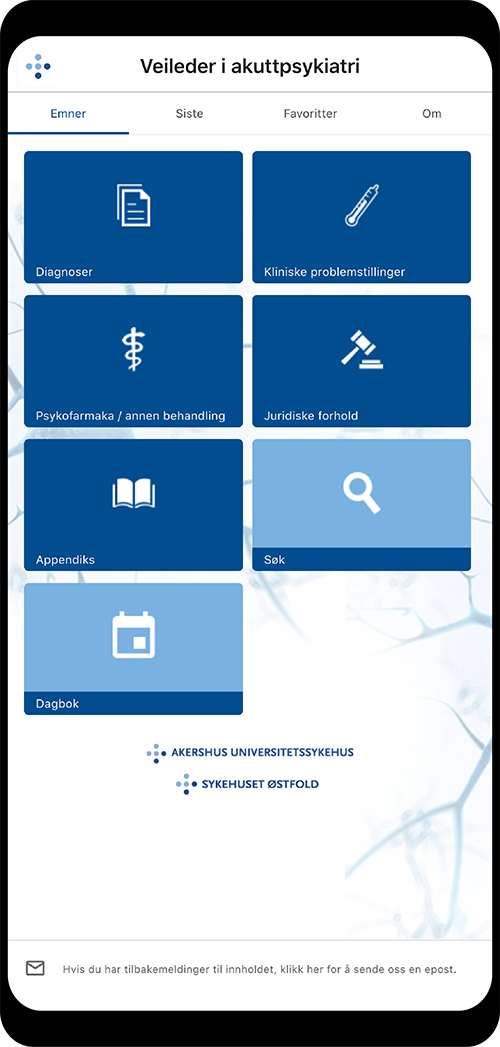 Veileder i akuttpsykiatri
Emner Siste Favoritter Om
Diagnoser
Kliniske problemstillinger
Psykofarmaka / annen behandling
Juridiske forhold
Appendiks
Søk
Dagbok
AKERSHUS UNIVERSITETSSYKEHUS
SYKEHUSET ØSTFOLD
Hvis du har tilbakemeldinger til innholdet, klikk her for å sende oss en epost.